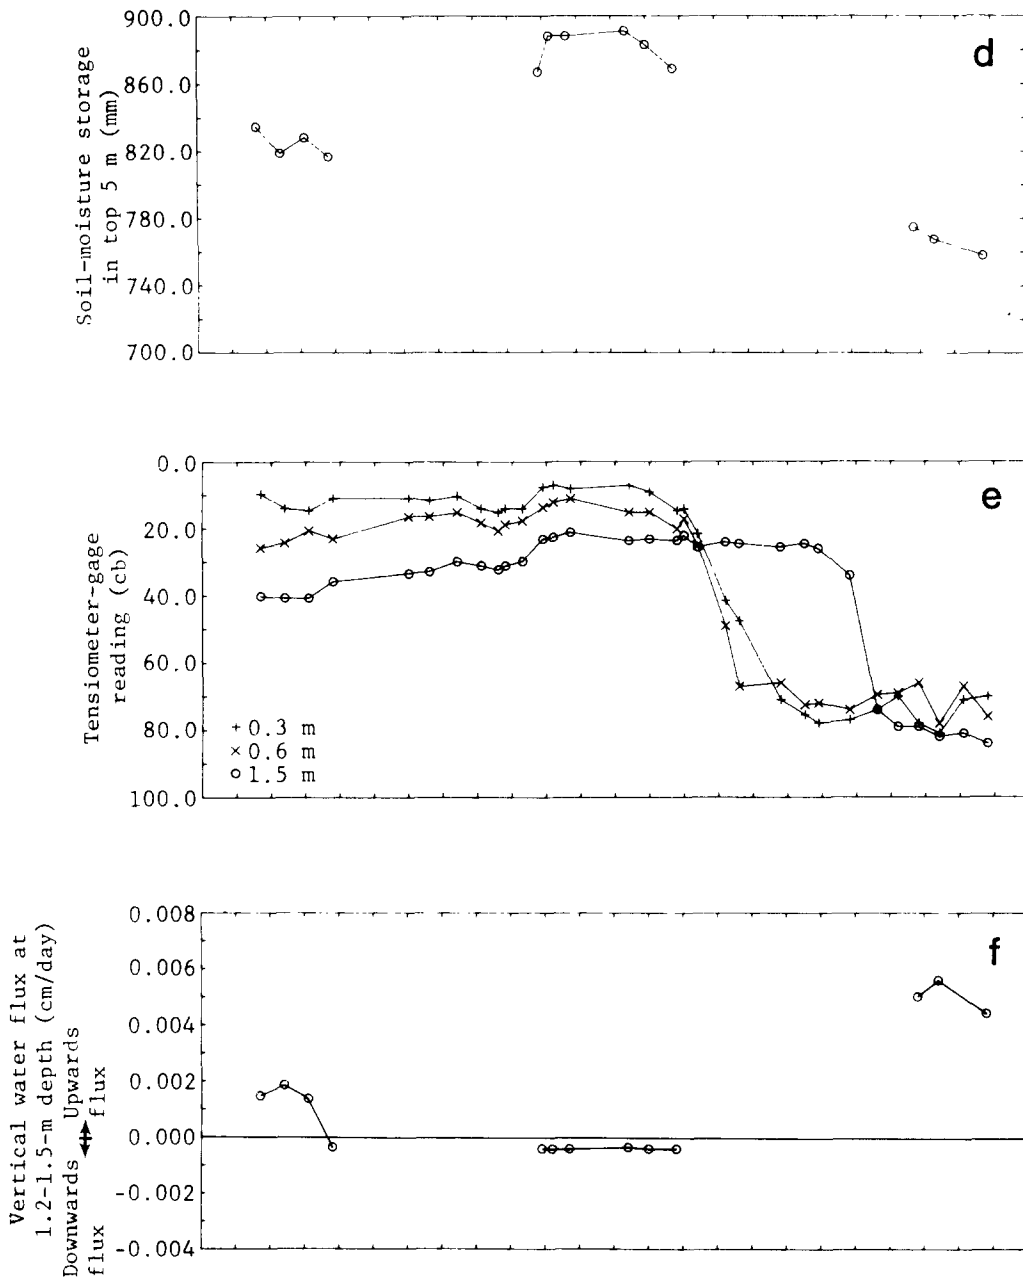 900.0
860.0
820.0
780.0
740.0
700.0
Soil-moisture storage
in top 5 m (mm)
d
0.0
20.0
40.0
60.0
80.0
100.0
Tensiometer-gage
reading (cb)
e
+ 0.3 m
× 0.6 m
o 1.5 m
0.008
0.006
0.004
0.002
0.000
-0.002
-0.004
Vertical water flux at
1.2-1.5-m depth (cm/day)
Downwards Upwards
flux flux
f